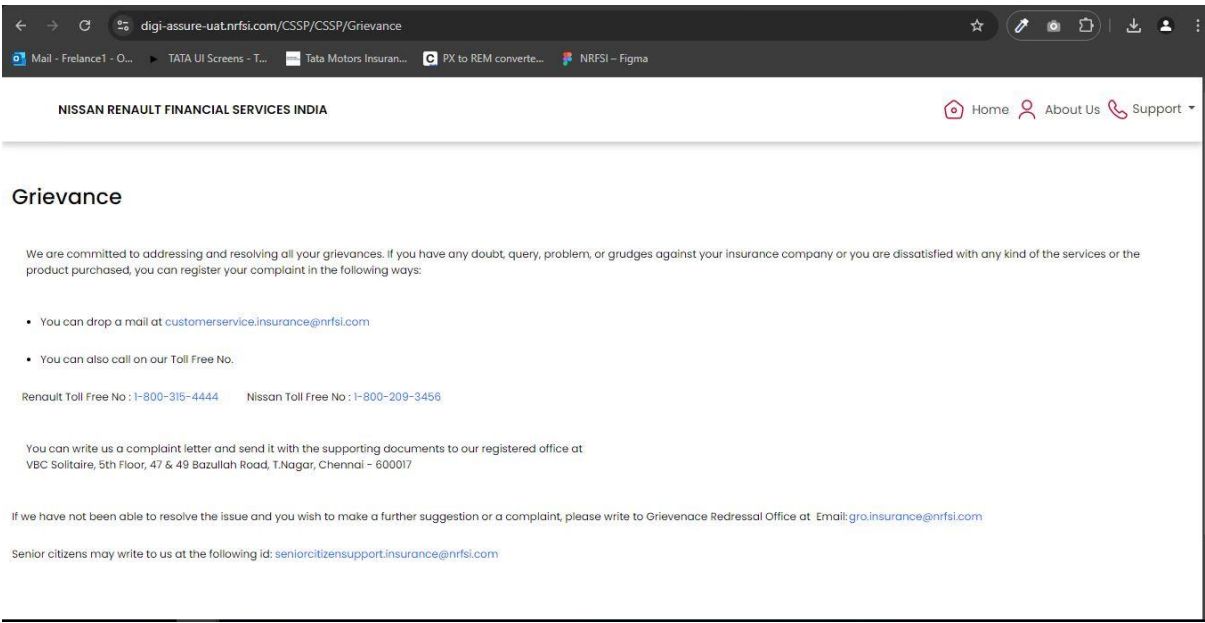 digi-assure-uat.nrfsi.com/CSSP/CSSP/Grievance
Mail - Frelance1 - O... TATA UI Screens - T... Tata Motors Insuran... PX to REM converte... NRFSI – Figma
NISSAN RENAULT FINANCIAL SERVICES INDIA Home About Us Support
Grievance
We are committed to addressing and resolving all your grievances. If you have any doubt, query, problem, or grudges against your insurance company or you are dissatisfied with any kind of the services or the
product purchased, you can register your complaint in the following ways:
• You can drop a mail at customerservice.insurance@nrfsi.com
• You can also call on our Toll Free No.
Renault Toll Free No : 1-800-315-4444 Nissan Toll Free No : 1-800-209-3456
You can write us a complaint letter and send it with the supporting documents to our registered office at
VBC Solitaire, 5th Floor, 47 & 49 Bazullah Road, T.Nagar, Chennai - 600017
If we have not been able to resolve the issue and you wish to make a further suggestion or a complaint, please write to Grievenace Redressal Office at Email:gro.insurance@nrfsi.com
Senior citizens may write to us at the following id: seniorcitizensupport.insurance@nrfsi.com